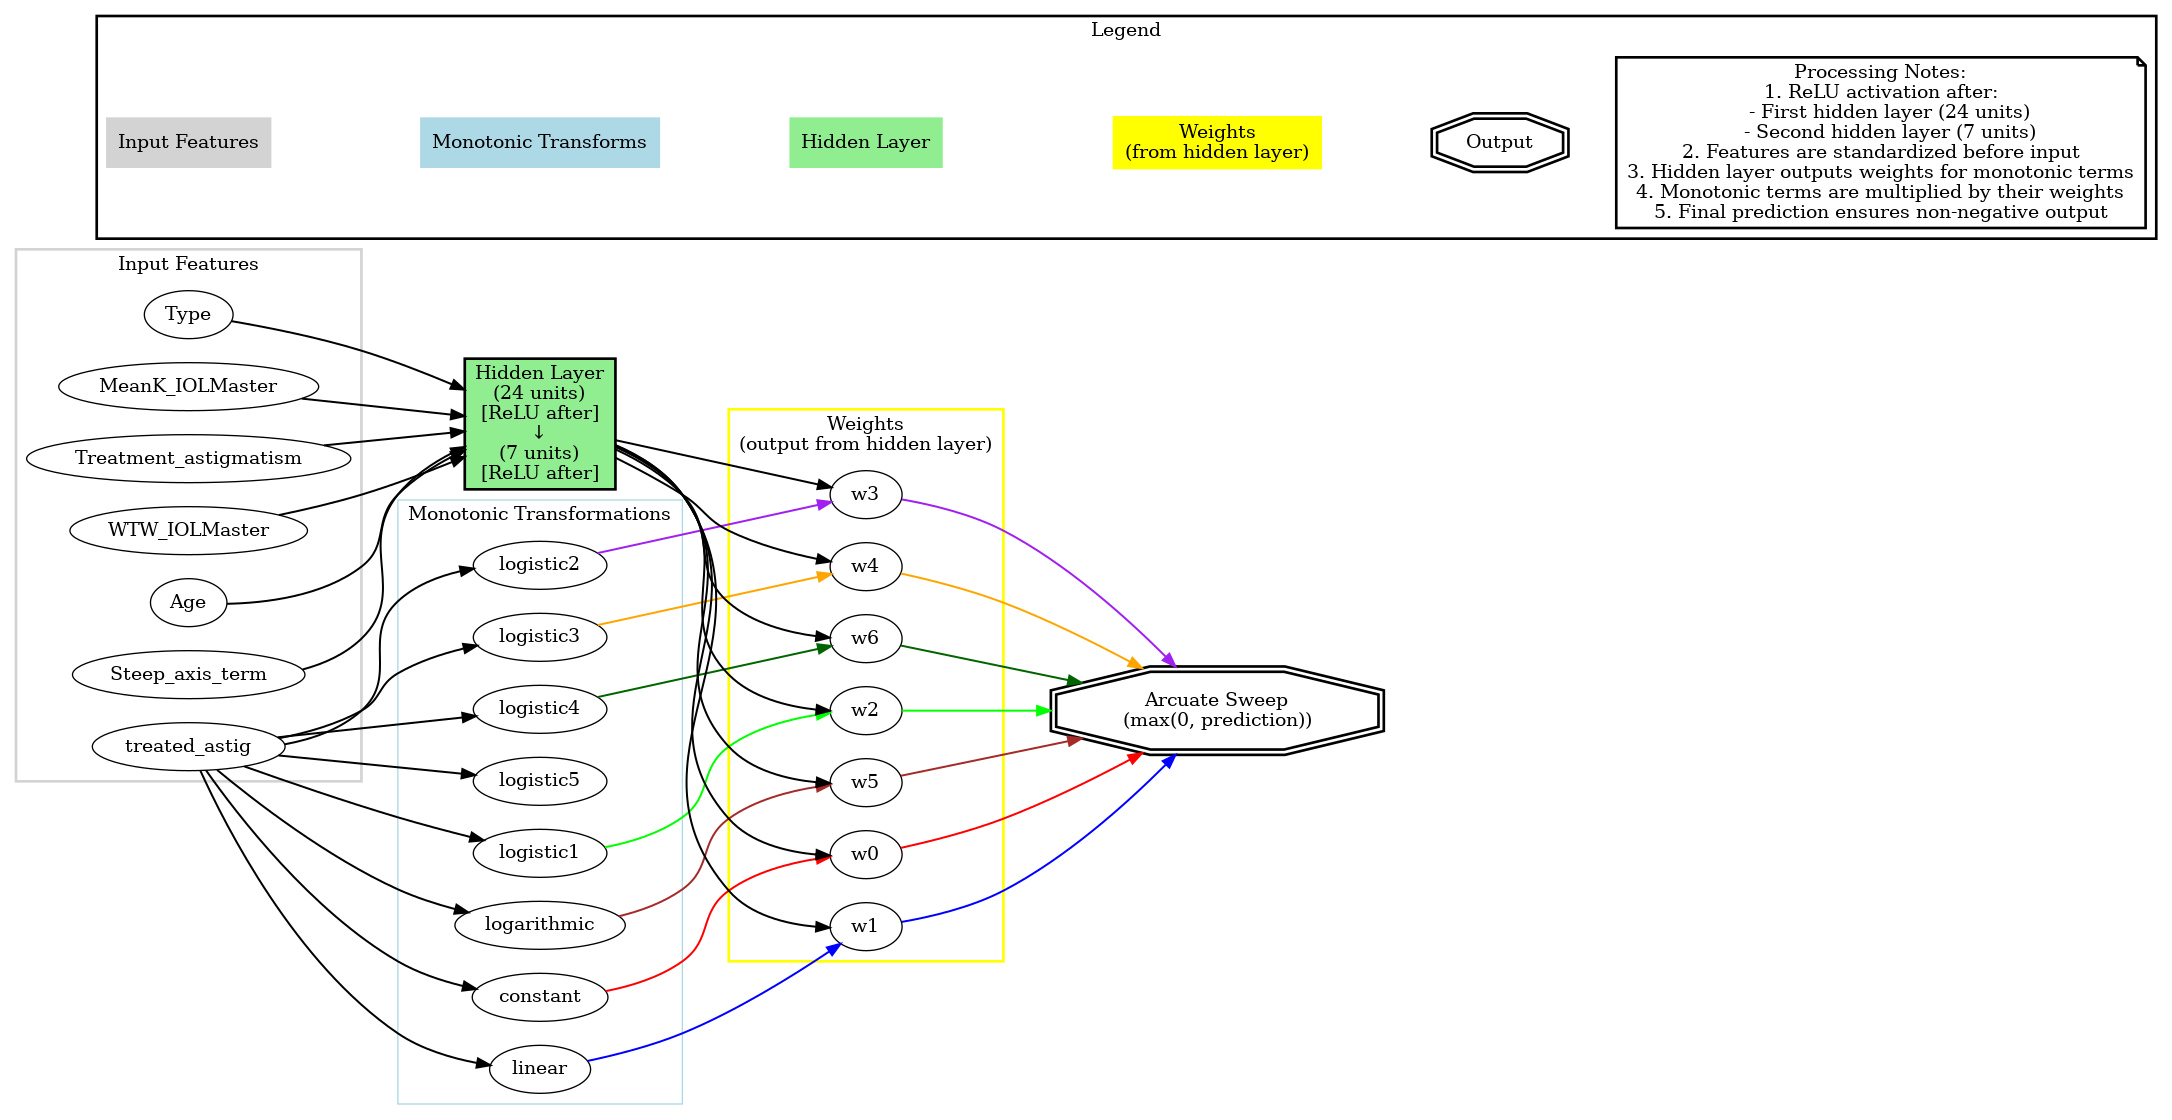 Legend
Input Features
Monotonic Transforms
Hidden Layer
Weights
(from hidden layer)
Output
Processing Notes:
1. ReLU activation after:
- First hidden layer (24 units)
- Second hidden layer (7 units)
2. Features are standardized before input
3. Hidden layer outputs weights for monotonic terms
4. Monotonic terms are multiplied by their weights
5. Final prediction ensures non-negative output
Input Features
Type
MeanK_IOLMaster
Treatment_astigmatism
WTW_IOLMaster
Age
Steep_axis_term
treated_astig
Hidden Layer
(24 units)
[ReLU after]
↓
(7 units)
[ReLU after]
Monotonic Transformations
logistic2
logistic3
logistic4
logistic5
logistic1
logarithmic
constant
linear
Weights
(output from hidden layer)
w3
w4
w6
w2
w5
w0
w1
Arcuate Sweep
(max(0, prediction))